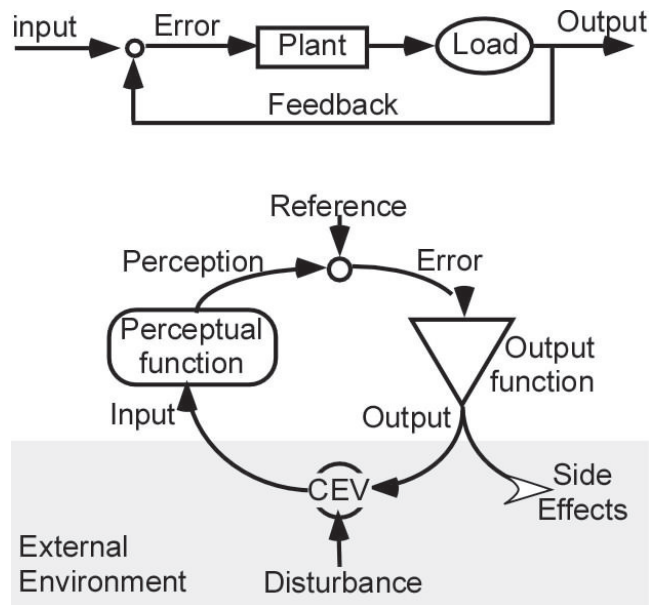 input
Error
Plant
Load
Output
Feedback
Reference
Perception
Error
Perceptual
function
Output
function
Input
Output
CEV
Side
Effects
External
Environment
Disturbance